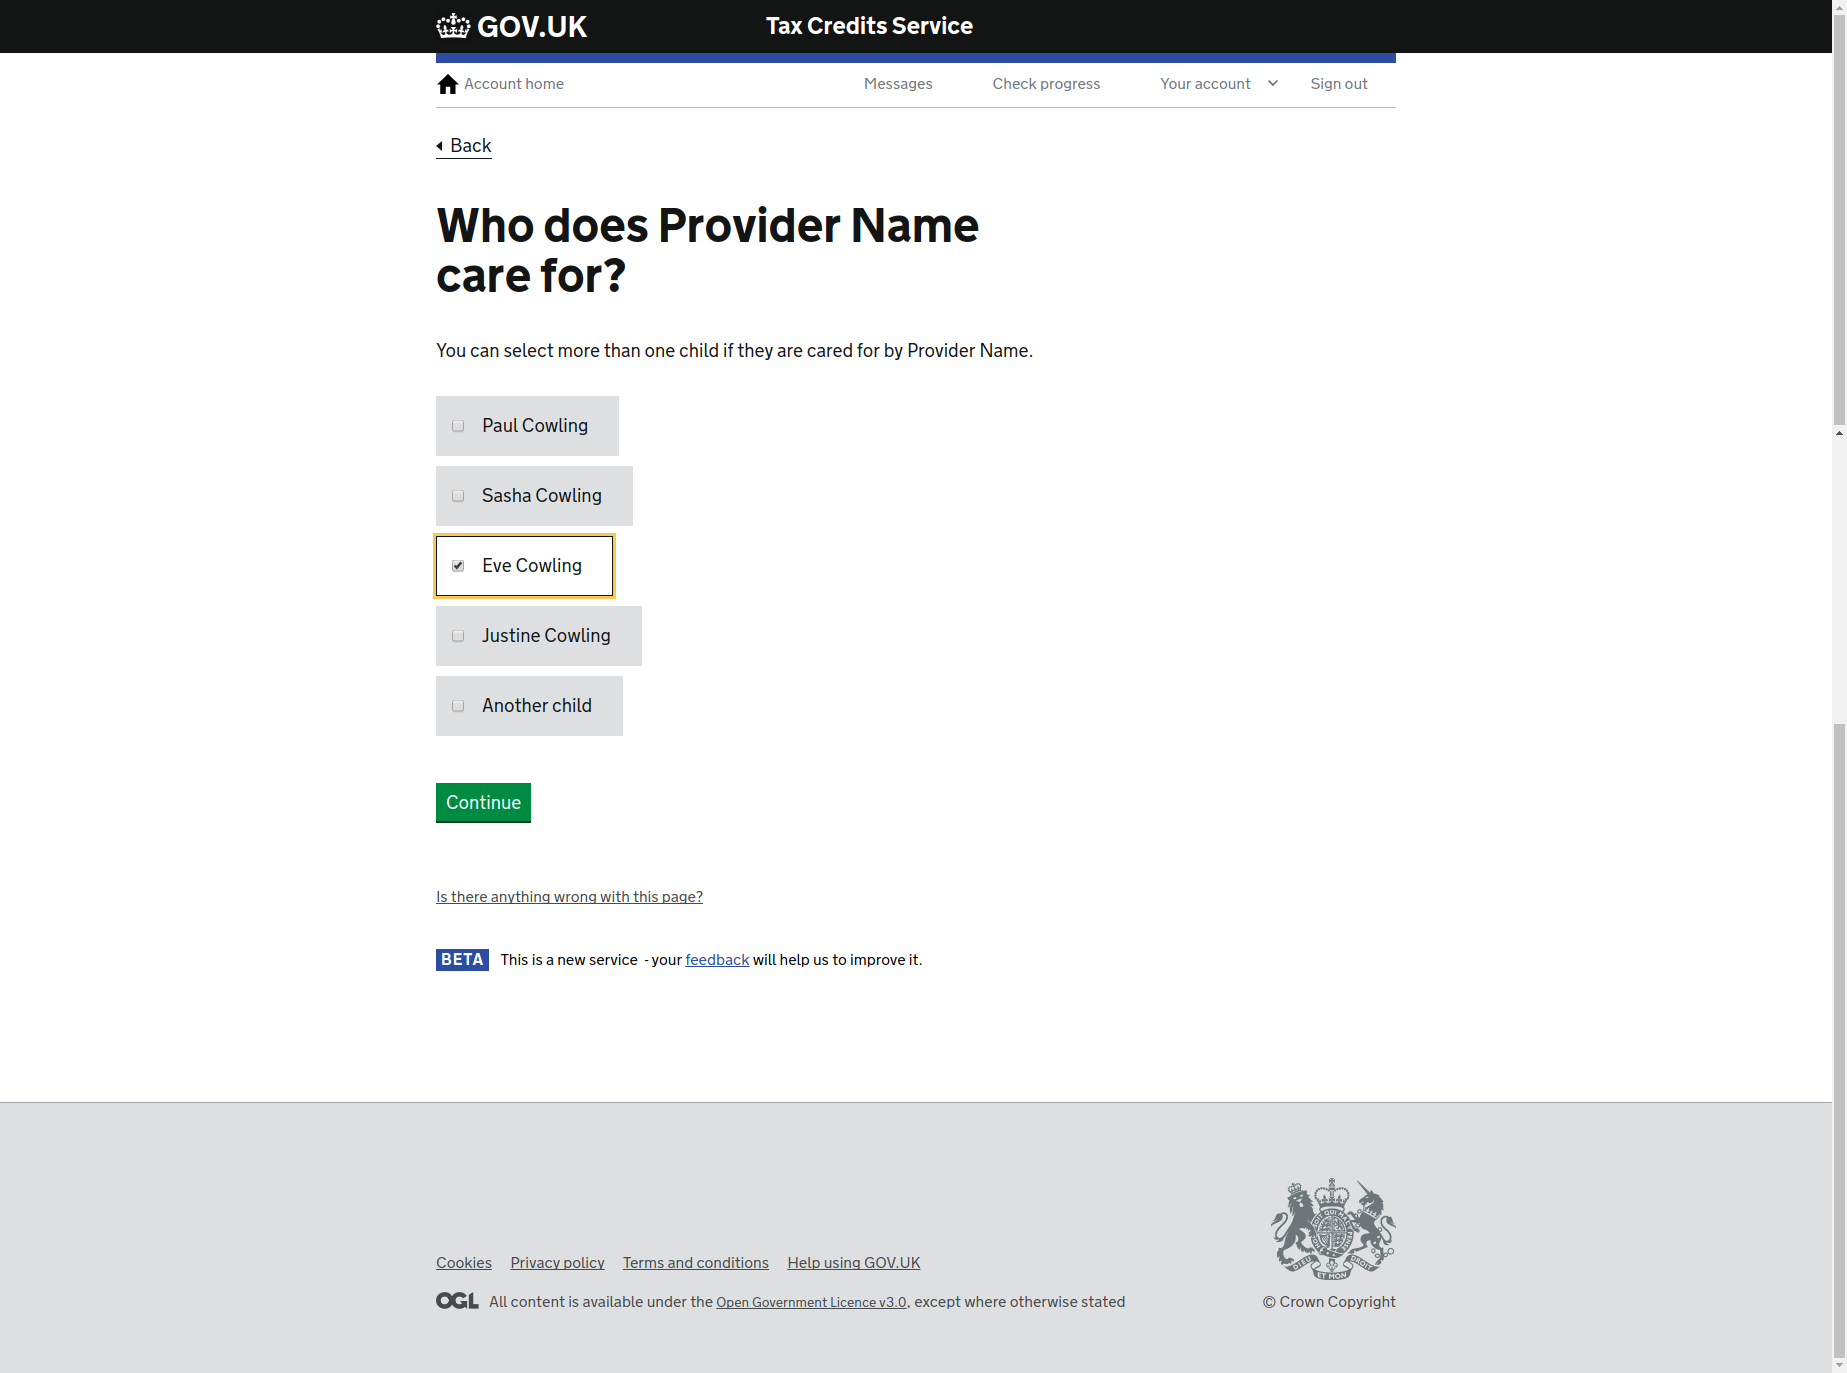 GOV.UK
Tax Credits Service
Account home
Messages
Check progress
Your account
Sign out
Back
Who does Provider Name
care for?
You can select more than one child if they are cared for by Provider Name.
Paul Cowling
Sasha Cowling
Eve Cowling
Justine Cowling
Another child
Continue
Is there anything wrong with this page?
BETA This is a new service - your feedback will help us to improve it.
Cookies Privacy policy Terms and conditions Help using GOV.UK
OGL All content is available under the Open Government Licence v3.0, except where otherwise stated
DIEU ET MON DROIT
© Crown Copyright